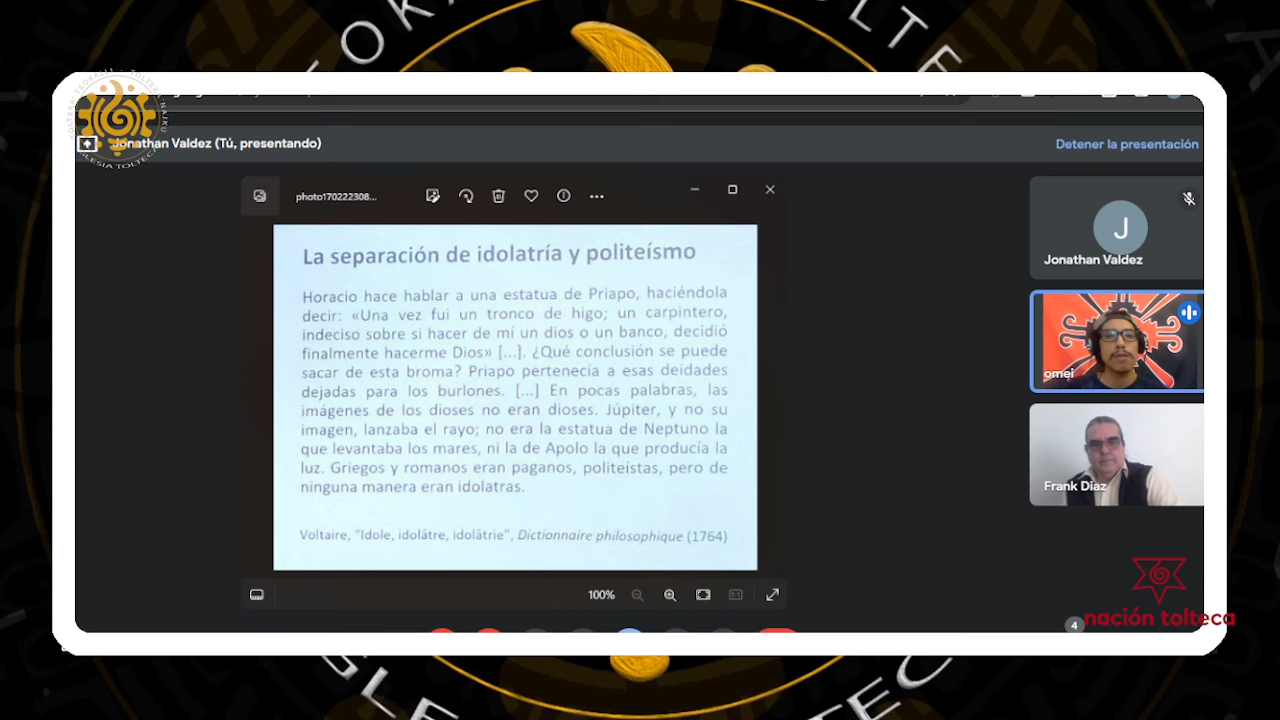 Jonathan Valdez (Tú, presentando)
Detener la presentación
photo170222308...
La separación de idolatría y politeísmo
Horacio hace hablar a una estatua de Priapo, haciéndola
decir: «Una vez fui un tronco de higo; un carpintero,
indeciso sobre si hacer de mí un dios o un banco, decidió
finalmente hacerme Dios» [...]. ¿Qué conclusión se puede
sacar de esta broma? Priapo pertenecía a esas deidades
dejadas para los burlones. [...] En pocas palabras, las
imágenes de los dioses no eran dioses. Júpiter, y no su
imagen, lanzaba el rayo; no era la estatua de Neptuno la
que levantaba los mares, ni la de Apolo la que producía la
luz. Griegos y romanos eran paganos, politeístas, pero de
ninguna manera eran idolatras.
Voltaire, "Idole, idolâtre, idolâtrie", Dictionnaire philosophique (1764)
100%
J
Jonathan Valdez
omei
Frank Diaz
4
nación tolteca